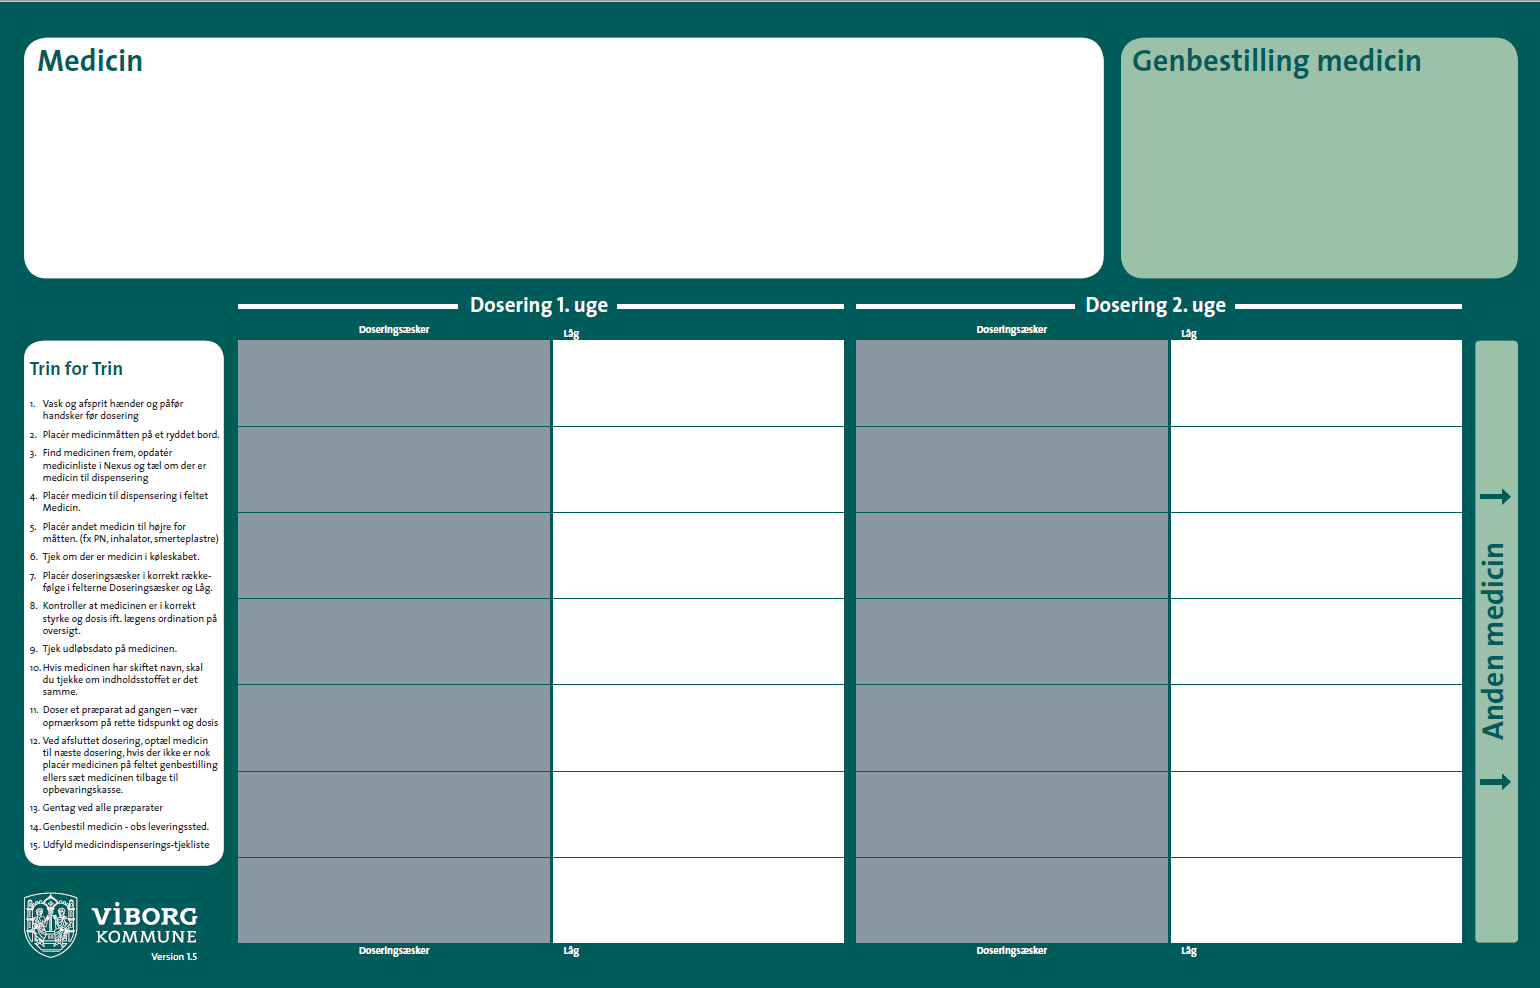 Medicin
Genbestilling medicin
Dosering 1. uge
Dosering 2. uge
Doseringsæsker
Låg
Doseringsæsker
Låg
Trin for Trin
1. Vask og afsprit hænder og påfør
handsker før dosering
2. Placér medicinmåtten på et ryddet bord.
3. Find medicinen frem, opdatér
medicinliste i Nexus og tæl om der er
medicin til dispensering
4. Placér medicin til dispensering i feltet
Medicin.
5. Placér andet medicin til højre for
måtten. (fx PN, inhalator, smerteplastre)
6. Tjek om der er medicin i køleskabet.
7. Placér doseringsæsker i korrekt række-
følge i felterne Doseringsæsker og Låg.
8. Kontroller at medicinen er i korrekt
styrke og dosis ift. lægens ordination på
oversigt.
9. Tjek udløbsdato på medicinen.
10. Hvis medicinen har skiftet navn, skal
du tjekke om indholdsstoffet er det
samme.
11. Doser et præparat ad gangen – vær
opmærksom på rette tidspunkt og dosis
12. Ved afsluttet dosering, optæl medicin
til næste dosering, hvis der ikke er nok
placér medicinen på feltet genbestilling
ellers sæt medicinen tilbage til
opbevaringskasse.
13. Gentag ved alle præparater
14. Genbestil medicin - obs leveringssted.
15. Udfyld medicindispenserings-tjekliste
Anden medicin
VIBORG
KOMMUNE
Version 1.5
Doseringsæsker
Låg
Doseringsæsker
Låg